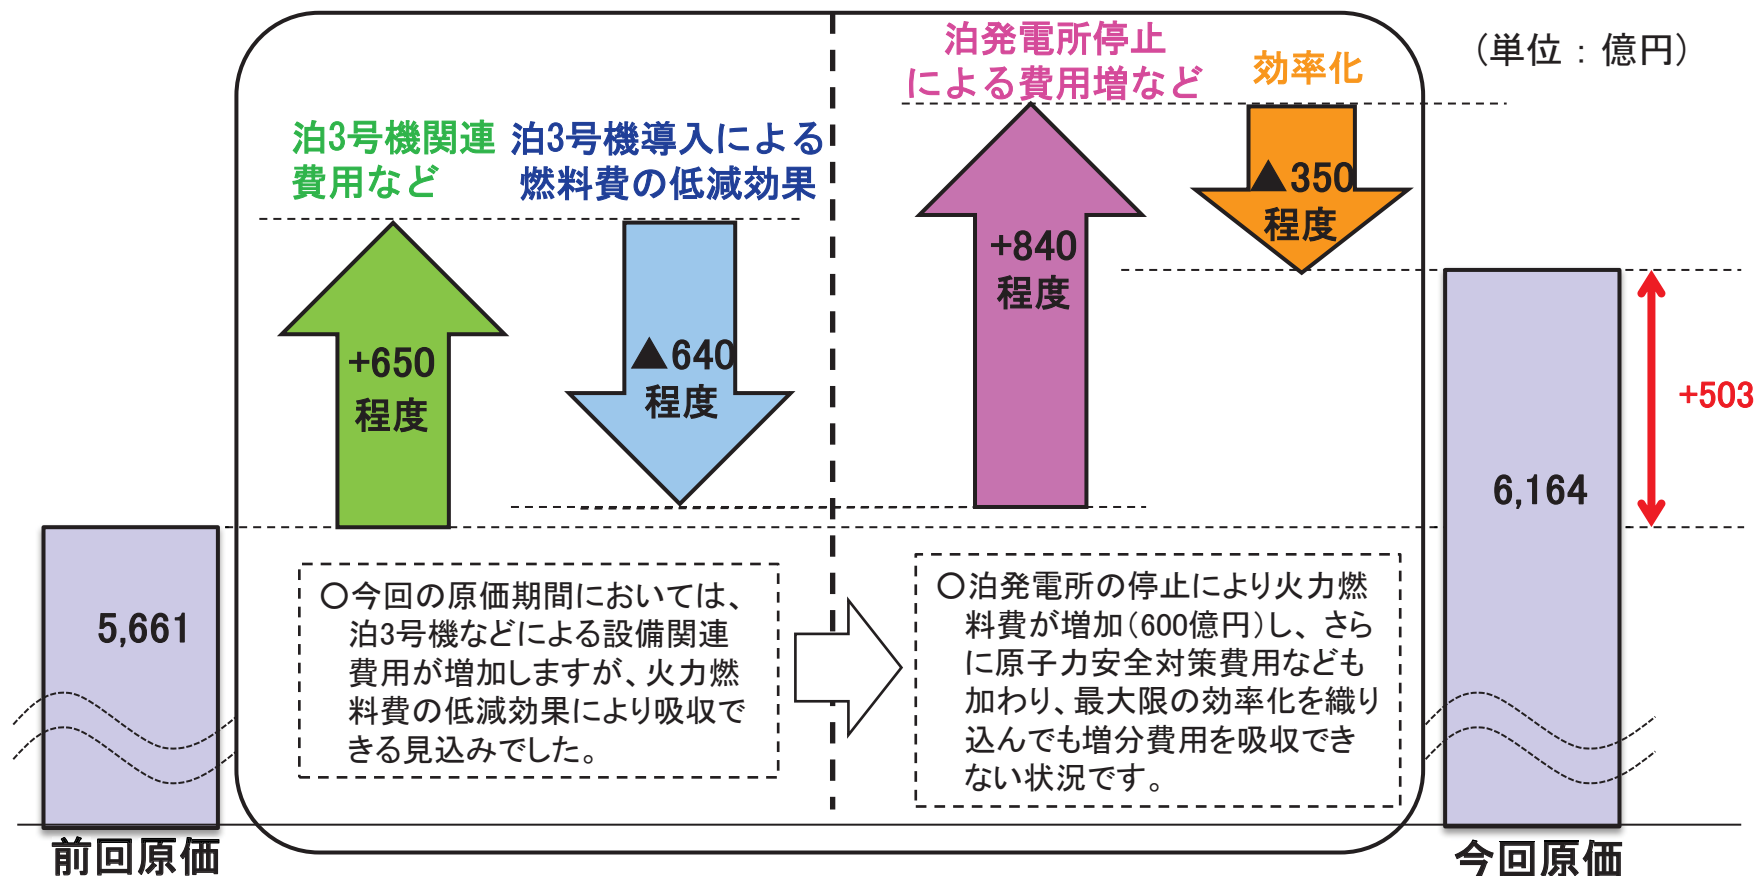 (単位：億円)
泊3号機関連
費用など
泊3号機導入による
燃料費の低減効果
泊発電所停止
による費用増など
効率化
+650
程度
▲640
程度
+840
程度
▲350
程度
+503
5,661
6,164
〇今回の原価期間においては、
泊3号機などによる設備関連
費用が増加しますが、火力燃
料費の低減効果により吸収で
きる見込みでした。
〇泊発電所の停止により火力燃
料費が増加(600億円)し、さら
に原子力安全対策費用なども
加わり、最大限の効率化を織り
込んでも増分費用を吸収でき
ない状況です。
前回原価
今回原価